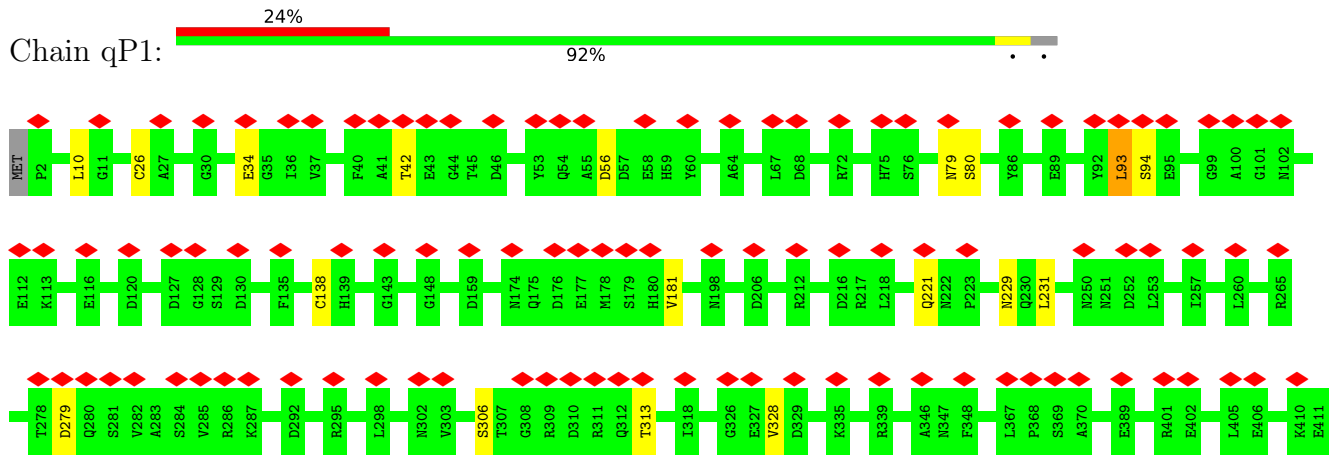 24%
Chain qP1:
92%
. .
MET P2 L10 G11 C26 A27 G30 E34 G35 I36 V37 F40 A41 T42 E43 G44 T45 D46 Y53 Q54 A55 D56 D57 E58 H59 Y60 A64 L67 D68 R72 H75 S76 N79 S80 Y86 E89 Y92 L93 S94 E95 G99 A100 G101 N102
E112 K113 E116 D120 D127 G128 S129 D130 F135 C138 H139 G143 G148 D159 N174 Q175 D176 E177 M178 S179 H180 V181 N198 D206 R212 D216 R217 L218 Q221 N222 P223 N229 Q230 L231 N250 N251 D252 L253 I257 L260 R265
T278 D279 Q280 S281 V282 A283 S284 V285 R286 K287 D292 R295 L298 N302 V303 S306 T307 G308 R309 D310 R311 Q312 T313 I318 G326 E327 V328 D329 K335 R339 A346 N347 F348 L367 P368 S369 A370 E389 R401 E402 L405 E406 K410 E411